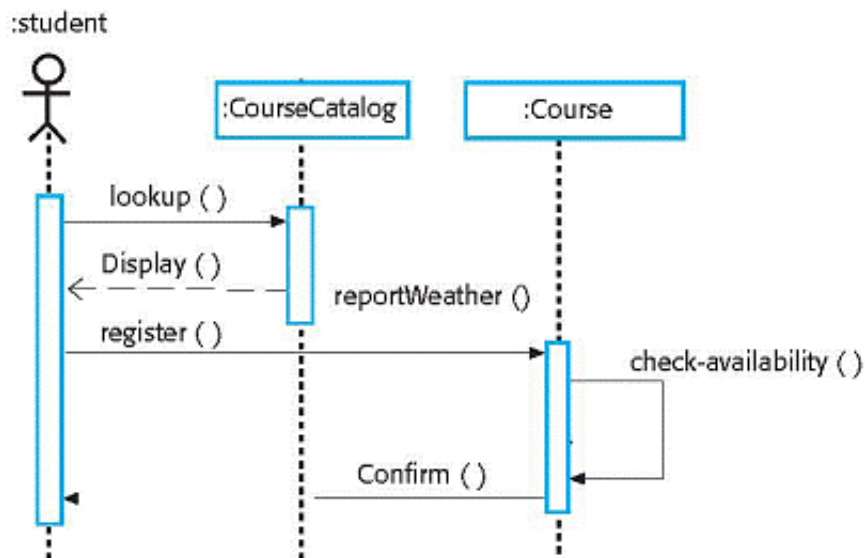 :student
:CourseCatalog
:Course
lookup ( )
Display ( )
reportWeather ()
register ( )
check-availability ( )
Confirm ( )